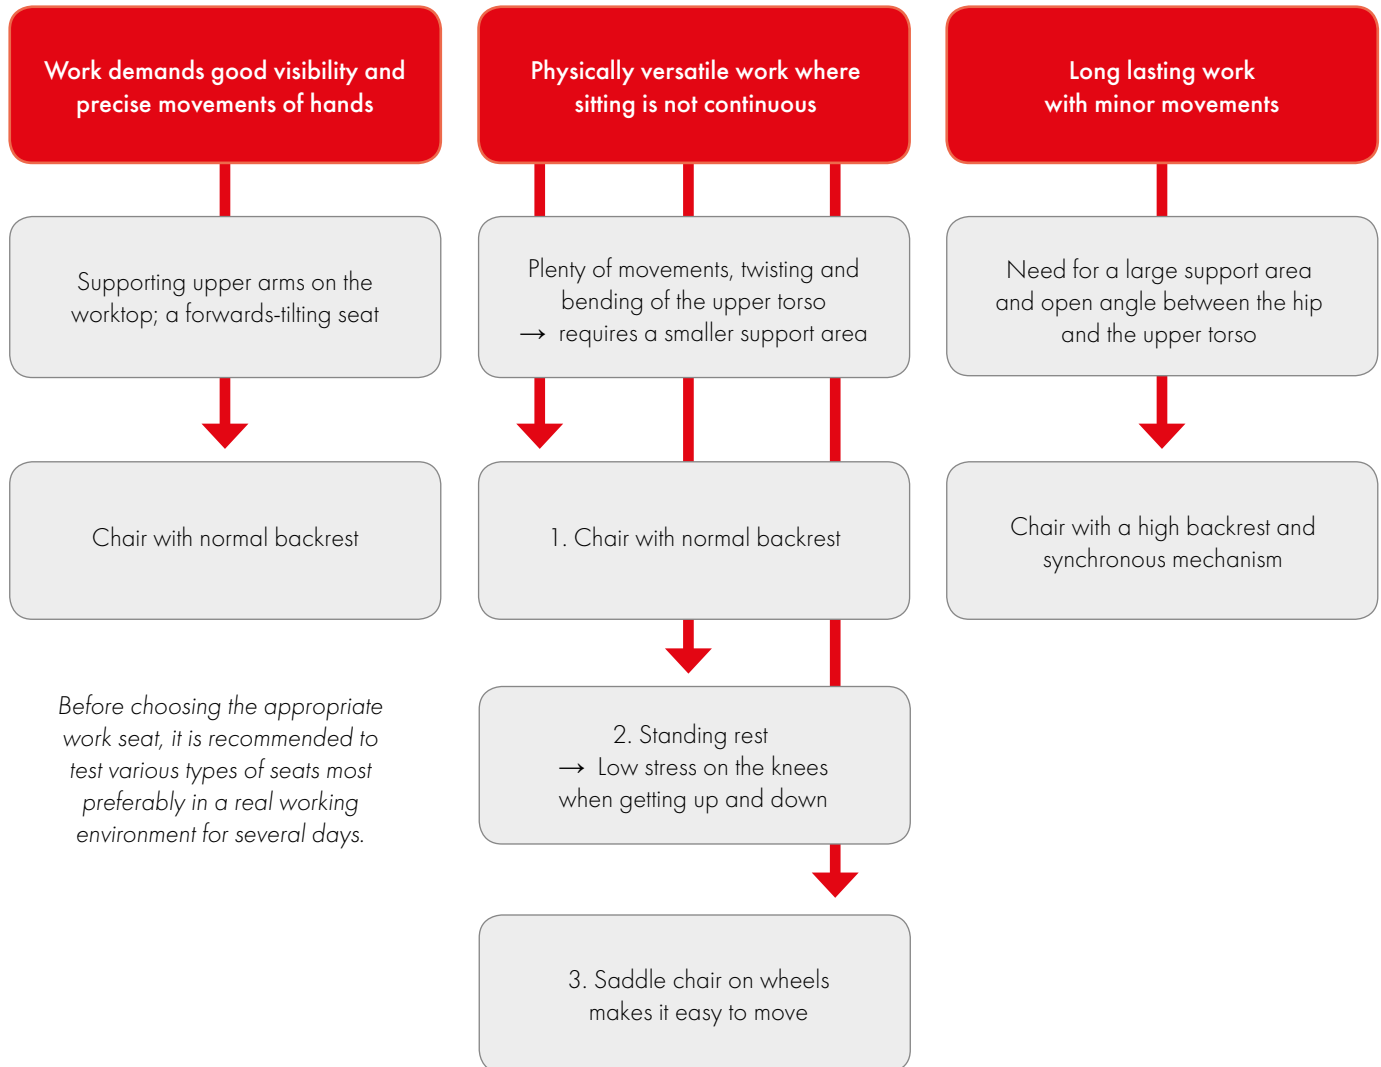 Work demands good visibility and
precise movements of hands
Supporting upper arms on the
worktop; a forwards-tilting seat
Chair with normal backrest
Before choosing the appropriate
work seat, it is recommended to
test various types of seats most
preferably in a real working
environment for several days.
Physically versatile work where
sitting is not continuous
Plenty of movements, twisting and
bending of the upper torso
→ requires a smaller support area
1. Chair with normal backrest
2. Standing rest
→ Low stress on the knees
when getting up and down
3. Saddle chair on wheels
makes it easy to move
Long lasting work
with minor movements
Need for a large support area
and open angle between the hip
and the upper torso
Chair with a high backrest and
synchronous mechanism